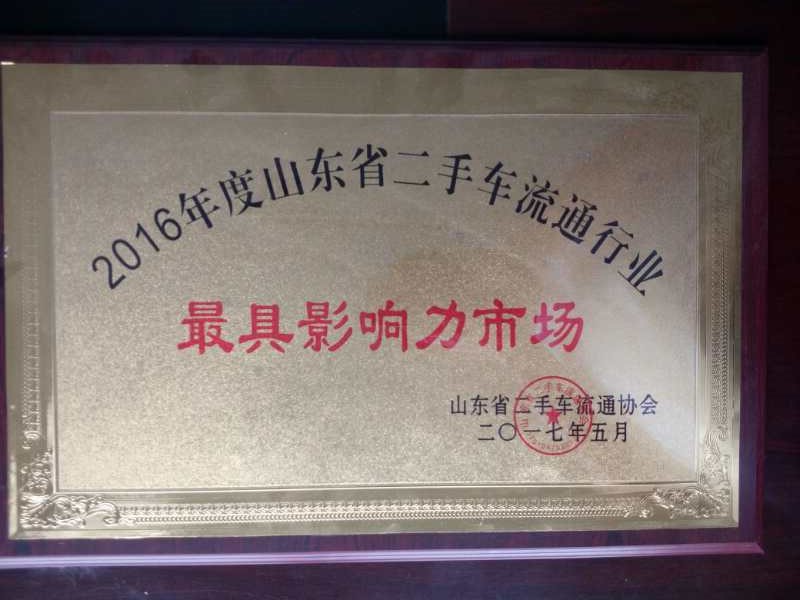 2016年度山东省二手车流通行业
最具影响力市场
山东省二手车流通协会
二〇一七年五月